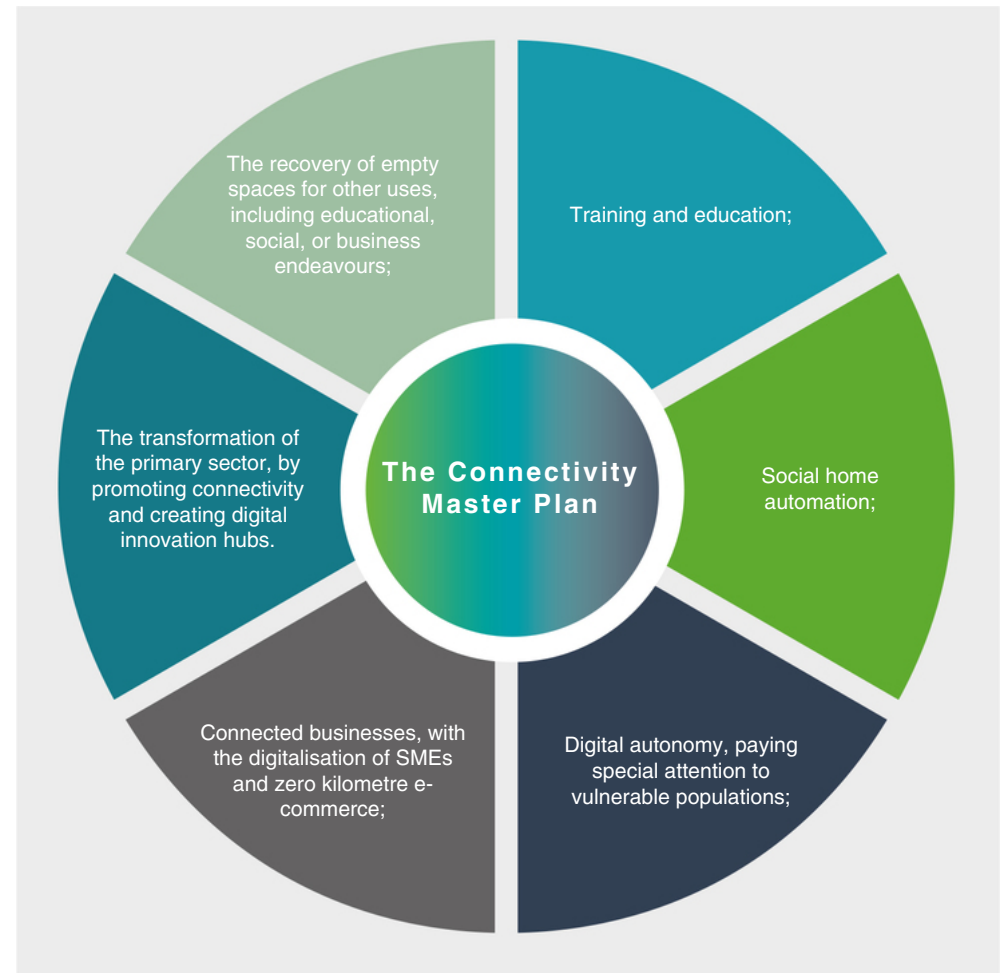 The Connectivity
Master Plan
Training and education;
Social home
automation;
Digital autonomy, paying
special attention to
vulnerable populations;
Connected businesses, with
the digitalisation of SMEs
and zero kilometre e-
commerce;
The transformation of
the primary sector, by
promoting connectivity
and creating digital
innovation hubs.
The recovery of empty
spaces for other uses,
including educational,
social, or business
endeavours;